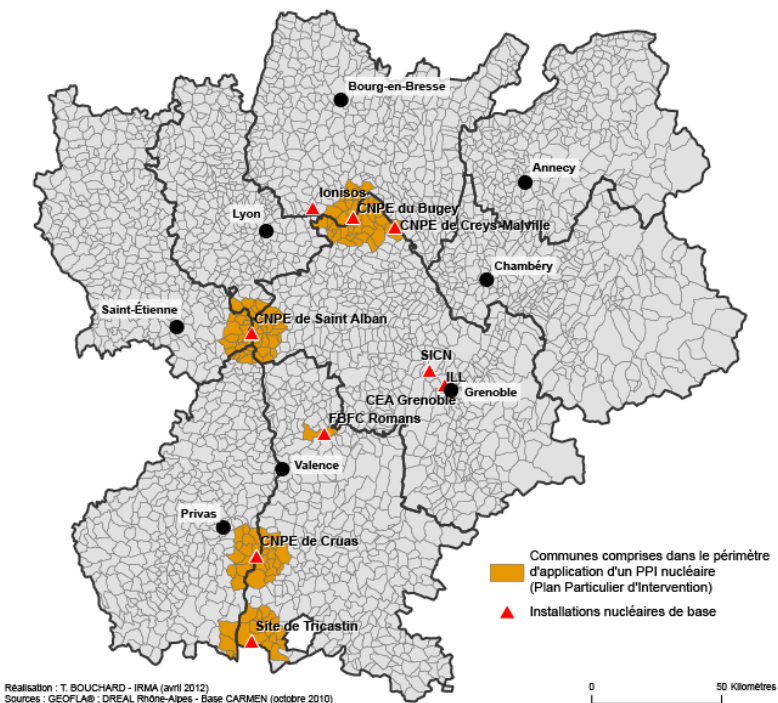 Bourg-en-Bresse
Annecy
Ionisos
CNPE du Bugey
Lyon
CNPE de Creys-Malville
Chambéry
Saint-Étienne
CNPE de Saint Alban
SICN
ILL
Grenoble
CEA Grenoble
FBFC Romans
Valence
Privas
CNPE de Cruas
Communes comprises dans le périmètre
d'application d'un PPI nucléaire
(Plan Particulier d'Intervention)
Installations nucléaires de base
Site de Tricastin
Réalisation : T. BOUCHARD - IRMA (avril 2012)
Sources : GEOFLA® ; DREAL Rhône-Alpes - Base CARMEN (octobre 2010)
0 50 Kilomètres